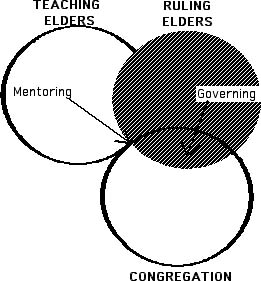 TEACHING
ELDERS
RULING
ELDERS
Mentoring
Governing
CONGREGATION